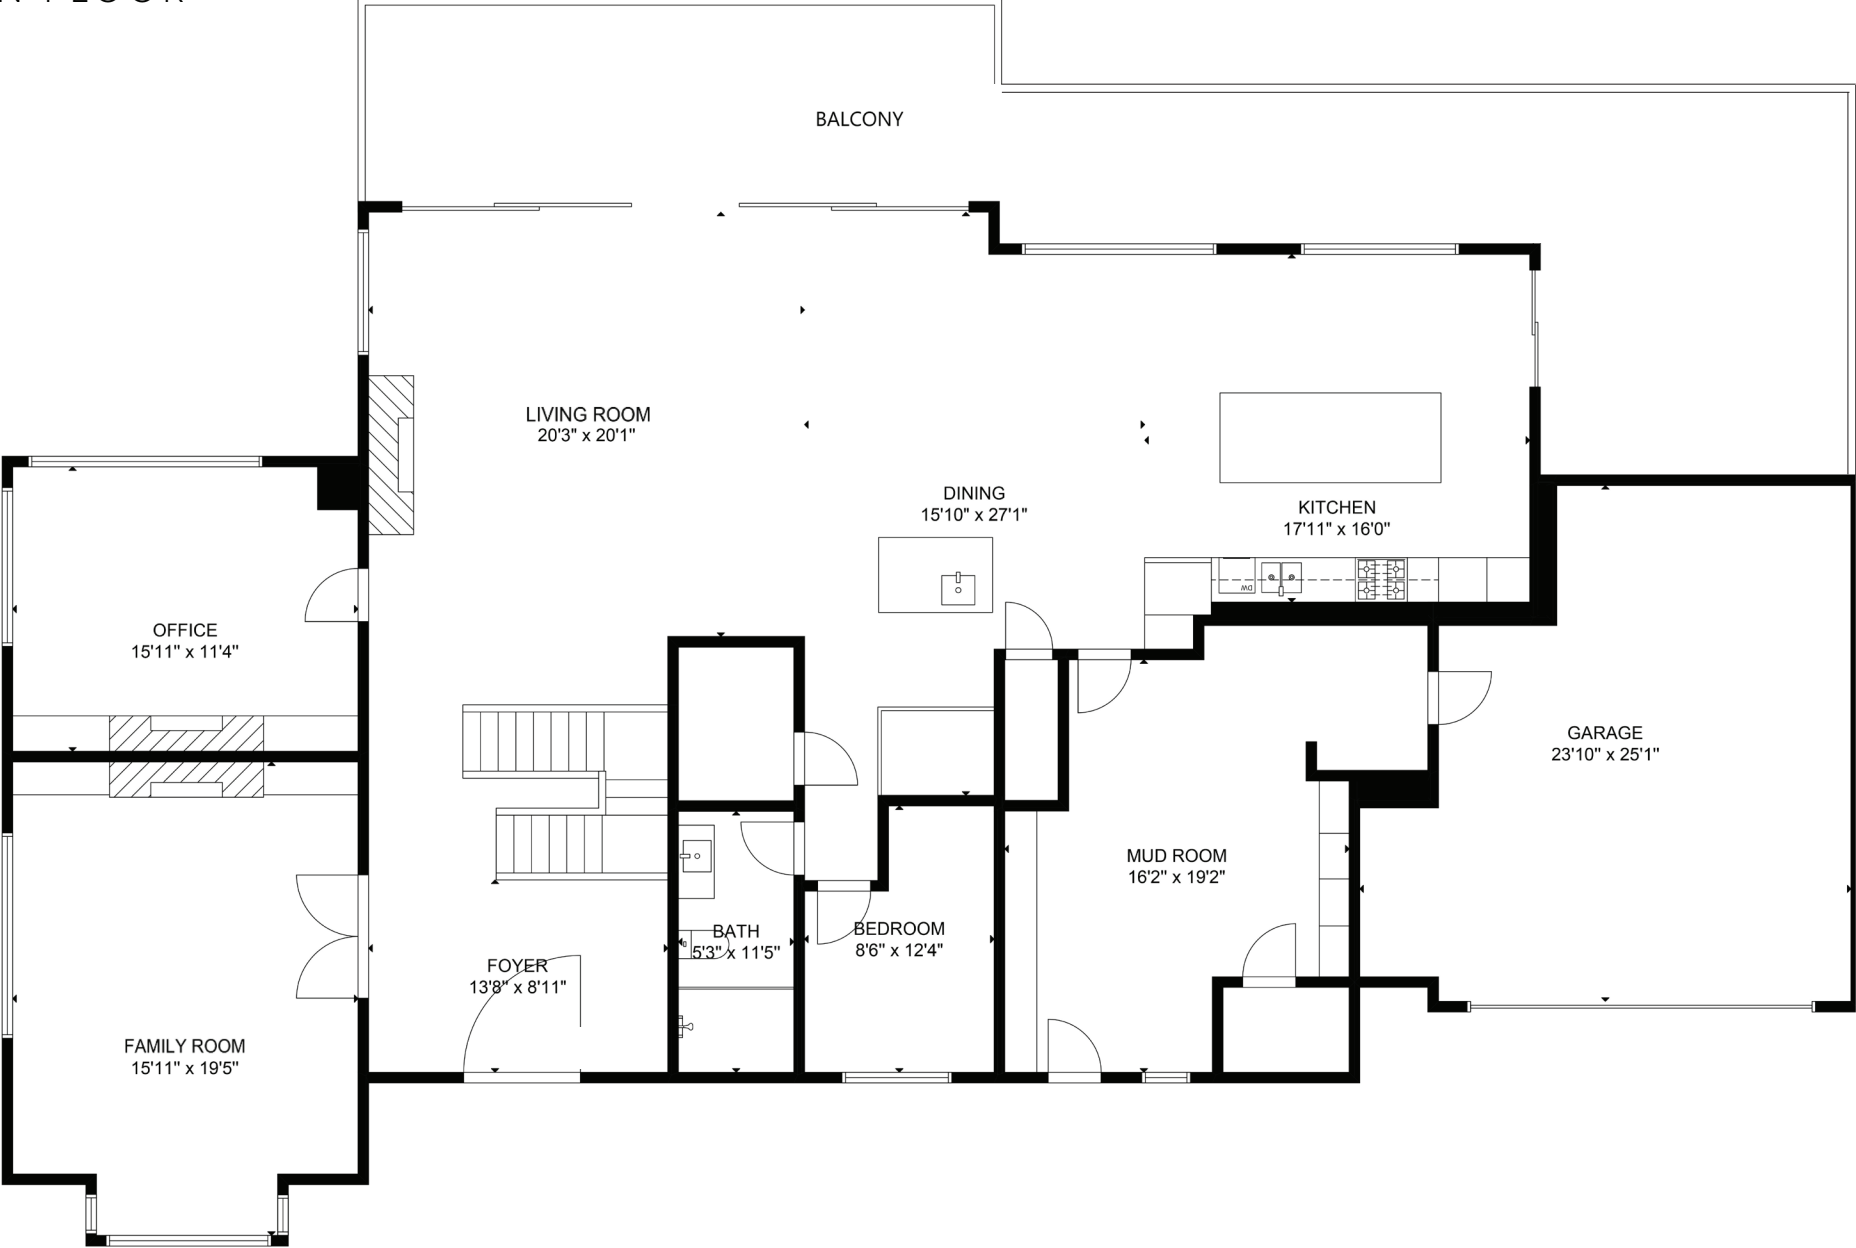 BALCONY
LIVING ROOM
20'3" x 20'1"
DINING
15'10" x 27'1"
KITCHEN
17'11" x 16'0"
DW
OFFICE
15'11" x 11'4"
GARAGE
23'10" x 25'1"
MUD ROOM
16'2" x 19'2"
BATH
5'3" x 11'5"
BEDROOM
8'6" x 12'4"
FOYER
13'8" x 8'11"
FAMILY ROOM
15'11" x 19'5"